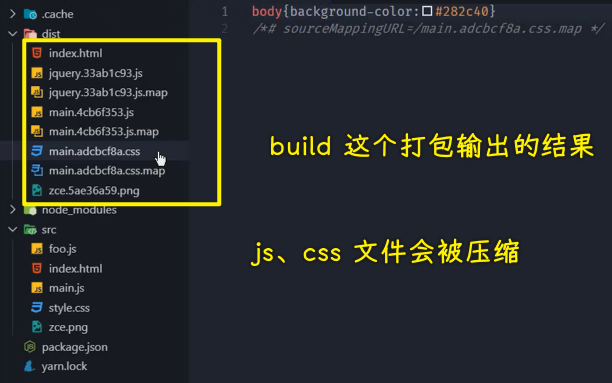 .cache
dist
index.html
jquery.33ab1c93.js
jquery.33ab1c93.js.map
main.4cb6f353.js
main.4cb6f353.js.map
main.adcbcf8a.css
main.adcbcf8a.css.map
zce.5ae36a59.png
node_modules
src
foo.js
index.html
main.js
style.css
zce.png
package.json
yarn.lock
1 body{background-color:#282c40}
2 /*# sourceMappingURL=/main.adcbcf8a.css.map */
build 这个打包输出的结果
js、css 文件会被压缩